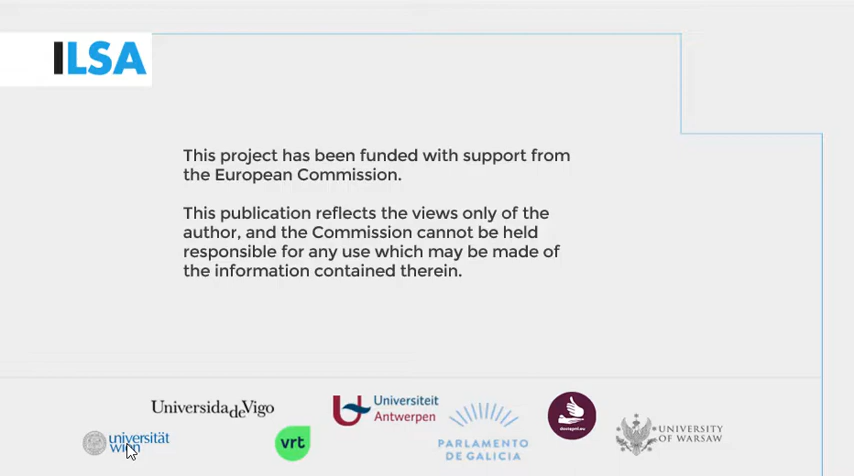 ILSA
This project has been funded with support from
the European Commission.
This publication reflects the views only of the
author, and the Commission cannot be held
responsible for any use which may be made of
the information contained therein.
universität
wien
UniversidadeVigo
vrt
Universiteit
Antwerpen
PARLAMENTO
DE GALICIA
UNIVERSITY
OF WARSAW